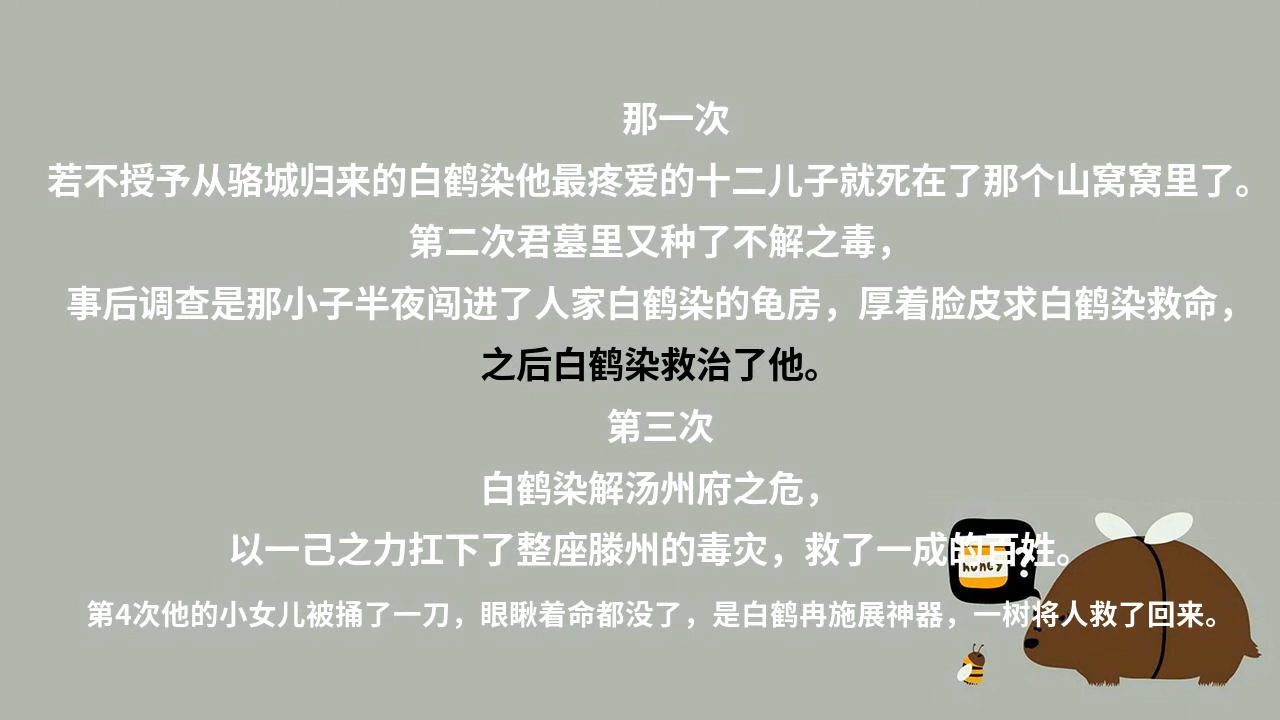 那一次
若不授予从骆城归来的白鹤染他最疼爱的十二儿子就死在了那个山窝窝里了。
第二次君墓里又种了不解之毒，
事后调查是那小子半夜闯进了人家白鹤染的龟房，厚着脸皮求白鹤染救命，
之后白鹤染救治了他。
第三次
白鹤染解汤州府之危，
以一己之力扛下了整座滕州的毒灾，救了一成的百姓。
huney
?
第4次他的小女儿被捅了一刀，眼瞅着命都没了，是白鹤冉施展神器，一树将人救了回来。